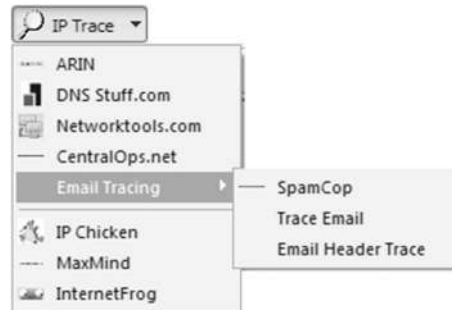 IP Trace
ARIN
DNS Stuff.com
Networktools.com
CentralOps.net
Email Tracing
SpamCop
Trace Email
Email Header Trace
IP Chicken
MaxMind
InternetFrog